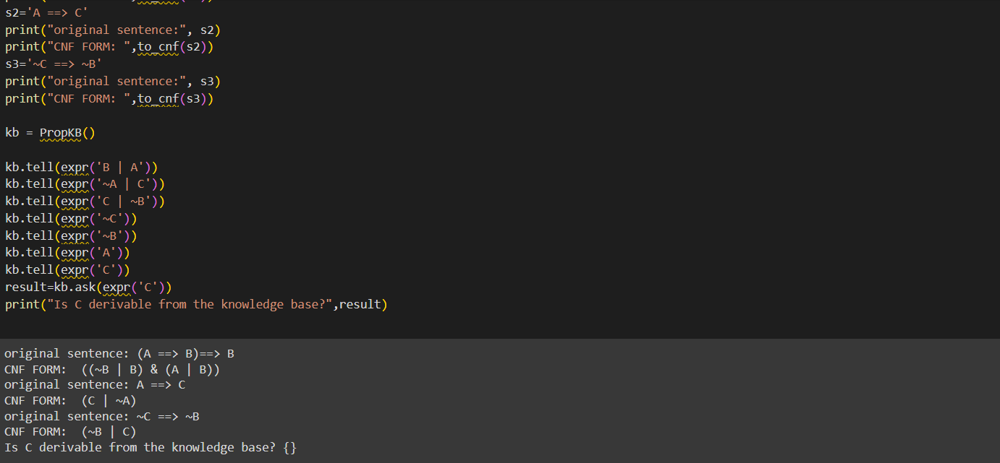 s2='A ==> C'
print("original sentence:", s2)
print("CNF FORM: ",to_cnf(s2))
s3='~C ==> ~B'
print("original sentence:", s3)
print("CNF FORM: ",to_cnf(s3))
kb = PropKB()
kb.tell(expr('B | A'))
kb.tell(expr('~A | C'))
kb.tell(expr('C | ~B'))
kb.tell(expr('~C'))
kb.tell(expr('~B'))
kb.tell(expr('A'))
kb.tell(expr('C'))
result=kb.ask(expr('C'))
print("Is C derivable from the knowledge base?",result)
original sentence: (A ==> B)==> B
CNF FORM:  ((~B | B) & (A | B))
original sentence: A ==> C
CNF FORM:  (C | ~A)
original sentence: ~C ==> ~B
CNF FORM:  (~B | C)
Is C derivable from the knowledge base? {}